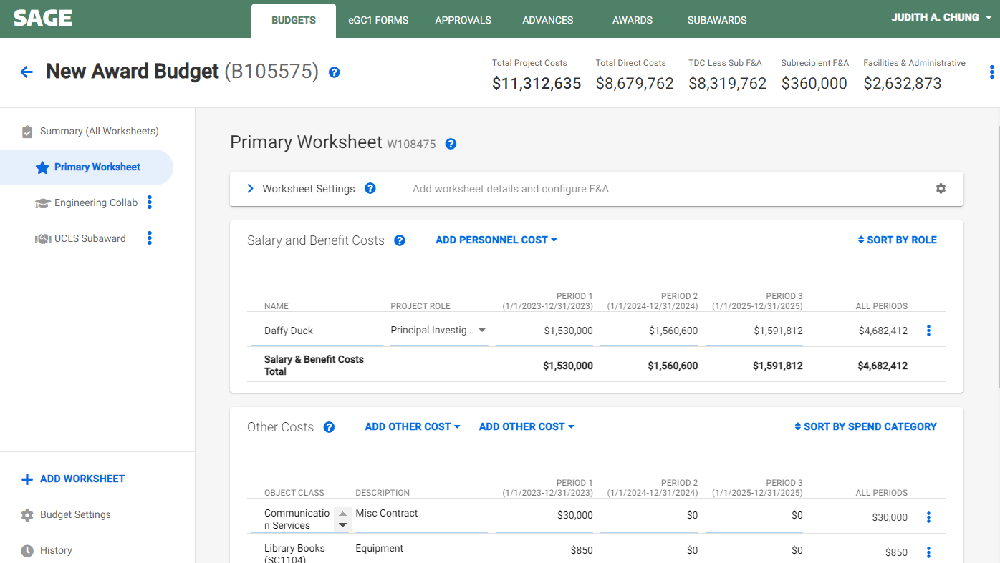 SAGE
BUDGETS
eGC1 FORMS
APPROVALS
ADVANCES
AWARDS
SUBAWARDS
JUDITH A. CHUNG
New Award Budget (B105575)
Total Project Costs
$11,312,635
Total Direct Costs
$8,679,762
TDC Less Sub F&A
$8,319,762
Subrecipient F&A
$360,000
Facilities & Administrative
$2,632,873
Summary (All Worksheets)
Primary Worksheet
Engineering Collab
UCLS Subaward
ADD WORKSHEET
Budget Settings
History
Primary Worksheet W108475
Worksheet Settings
Add worksheet details and configure F&A
Salary and Benefit Costs
ADD PERSONNEL COST
SORT BY ROLE
NAME
PROJECT ROLE
PERIOD 1
(1/1/2023-12/31/2023)
PERIOD 2
(1/1/2024-12/31/2024)
PERIOD 3
(1/1/2025-12/31/2025)
ALL PERIODS
Daffy Duck
Principal Investig...
$1,530,000
$1,560,600
$1,591,812
$4,682,412
Salary & Benefit Costs
Total
$1,530,000
$1,560,600
$1,591,812
$4,682,412
Other Costs
ADD OTHER COST
ADD OTHER COST
SORT BY SPEND CATEGORY
OBJECT CLASS
DESCRIPTION
PERIOD 1
(1/1/2023-12/31/2023)
PERIOD 2
(1/1/2024-12/31/2024)
PERIOD 3
(1/1/2025-12/31/2025)
ALL PERIODS
Communicatio
n Services
Misc Contract
$30,000
$0
$0
$30,000
Library Books
(SC1104)
Equipment
$850
$0
$0
$850